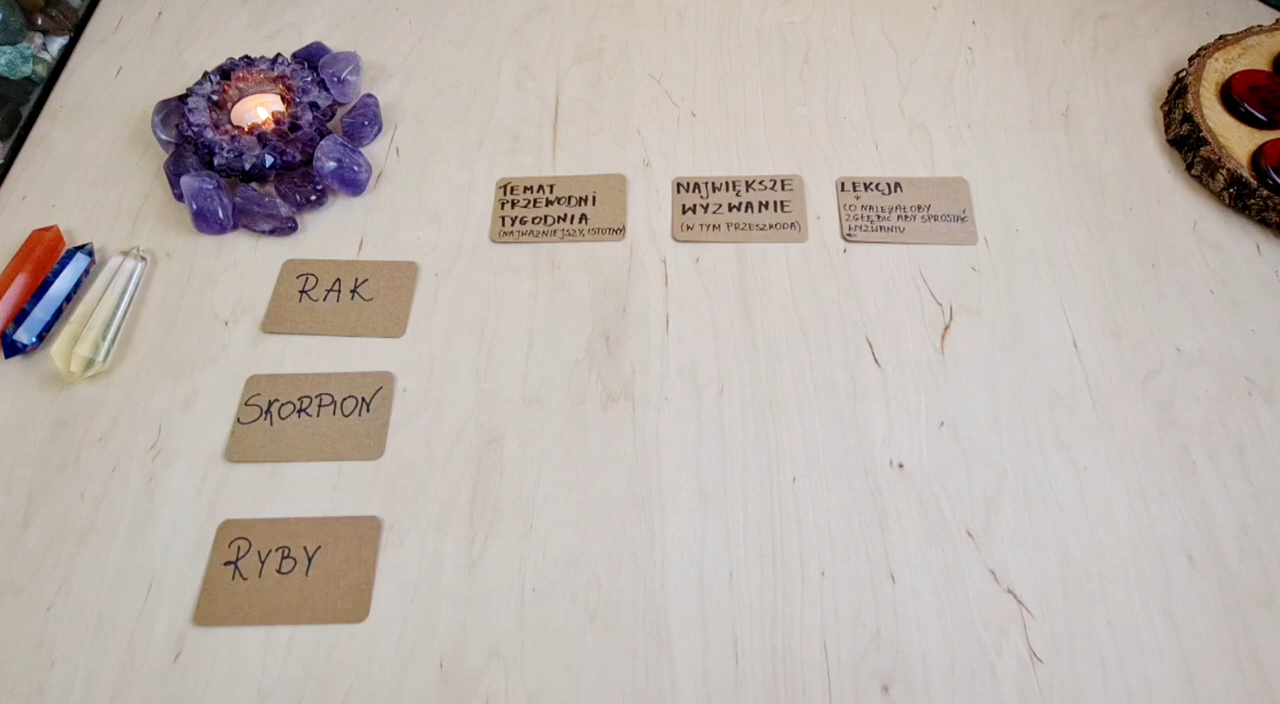 TEMAT
PRZEWODNI
TYGODNIA
(NAJWAŻNIEJSZY, ISTOTNY)
NAJWIĘKSZE
WYZWANIE
(W TYM PRZESZKODA)
LEKCJA
CO NALEŻAŁOBY
ZGŁĘBIĆ ABY SPROSTAĆ
WYZWANIU
RAK
SKORPION
RYBY